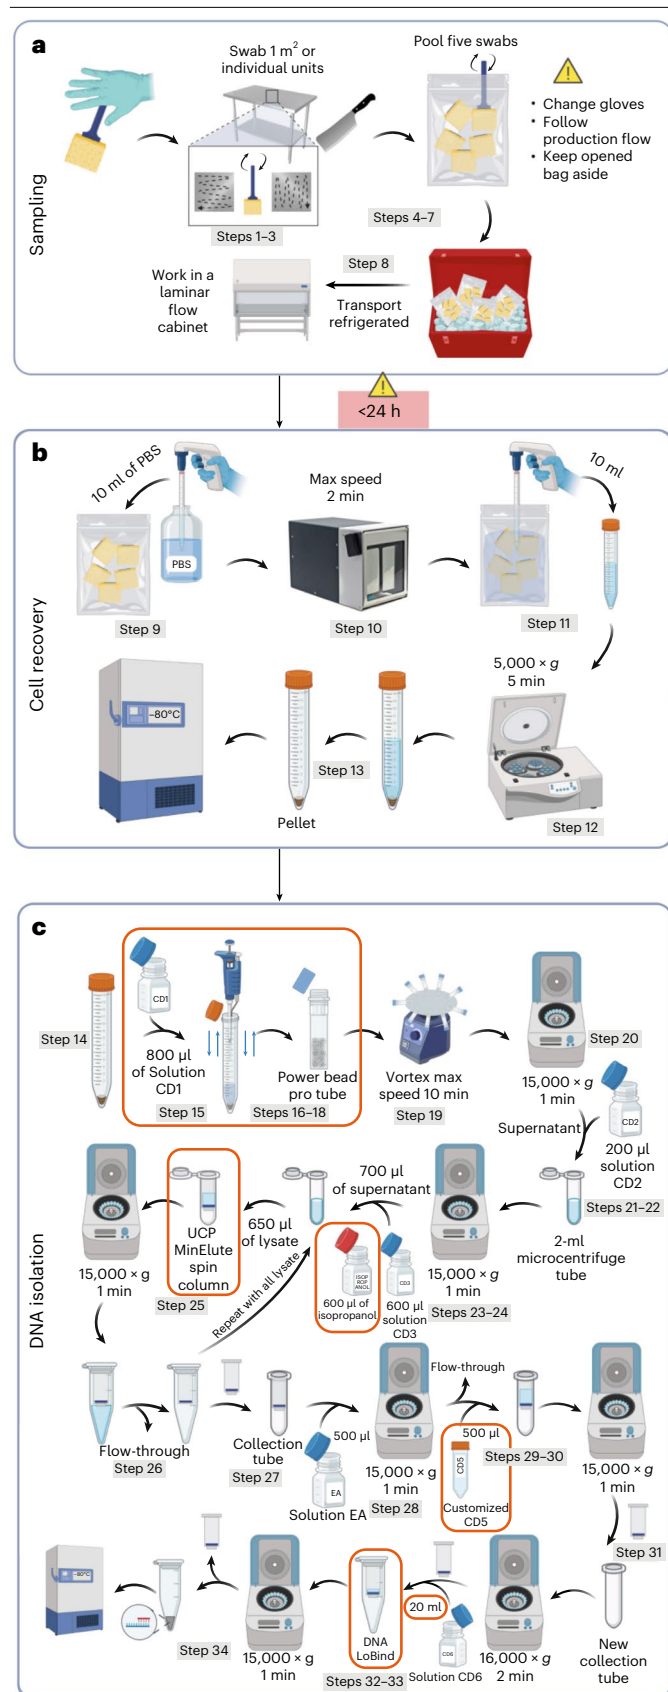 a
Sampling
Swab 1 m² or
individual units
Pool five swabs
• Change gloves
• Follow
production flow
• Keep opened
bag aside
Steps 1–3
Steps 4–7
Step 8
Work in a
laminar
flow
cabinet
Transport
refrigerated
<24 h
b
Cell recovery
10 ml of PBS
PBS
Step 9
Max speed
2 min
Step 10
10 ml
Step 11
5,000 × g
5 min
Step 12
Step 13
Pellet
–80°C
c
DNA isolation
Step 14
CD1
800 µl
of Solution
CD1
Step 15
Steps 16–18
Power bead
pro tube
Vortex max
speed 10 min
Step 19
Step 20
15,000 × g
1 min
Supernatant
CD2
200 µl
solution
CD2
Steps 21–22
2-ml
microcentrifuge
tube
15,000 × g
1 min
Steps 23–24
700 µl
of supernatant
CD3
600 µl
solution
CD3
ISOP
ROP
ANOL
600 µl of
isopropanol
650 µl
of lysate
Repeat with all lysate
UCP
MinElute
spin
column
Step 25
15,000 × g
1 min
Flow-through
Step 26
Collection
tube
Step 27
500 µl
EA
Solution EA
15,000 × g
1 min
Step 28
Flow-through
500 µl
CD5
Customized
CD5
Steps 29–30
15,000 × g
1 min
Step 31
New
collection
tube
16,000 × g
2 min
20 ml
CD6
Solution CD6
DNA
LoBind
Steps 32–33
15,000 × g
1 min
Step 34
–80°C